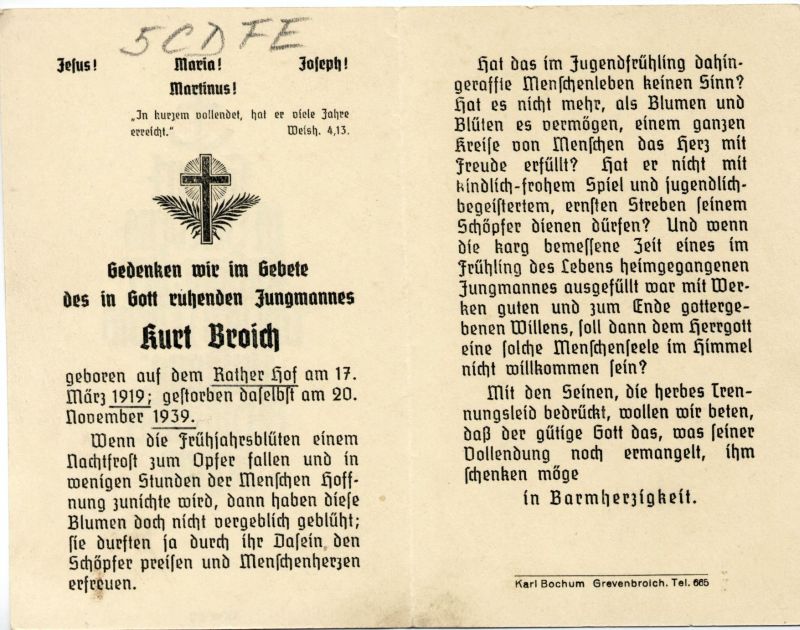 5CDFE
Jesus! Maria! Joseph!
Martinus!
„In kurzem vollendet, hat er viele Jahre
erreicht.“ Weish. 4,13.
Gedenken wir im Gebete
des in Gott ruhenden Jungmannes
Kurt Broich
geboren auf dem Rather Hof am 17.
März 1919; gestorben daselbst am 20.
November 1939.
Wenn die Frühjahrsblüten einem
Nachtfrost zum Opfer fallen und in
wenigen Stunden der Menschen Hoff-
nung zunichte wird, dann haben diese
Blumen doch nicht vergeblich geblüht;
sie durften ja durch ihr Dasein den
Schöpfer preisen und Menschenherzen
erfreuen.
Hat das im Jugendfrühling dahin-
geraffte Menschenleben keinen Sinn?
Hat es nicht mehr, als Blumen und
Blüten es vermögen, einem ganzen
Kreise von Menschen das Herz mit
Freude erfüllt? Hat er nicht mit
kindlich-frohem Spiel und jugendlich-
begeistertem, ernsten Streben seinem
Schöpfer dienen dürfen? Und wenn
die karg bemessene Zeit eines im
Frühling des Lebens heimgegangenen
Jungmannes ausgefüllt war mit Wer-
ken guten und zum Ende gotterge-
benen Willens, soll dann dem Herrgott
eine solche Menschenseele im Himmel
nicht willkommen sein?
Mit den Seinen, die herbes Tren-
nungsleid bedrückt, wollen wir beten,
daß der gütige Gott das, was seiner
Vollendung noch ermangelt, ihm
schenken möge
in Barmherzigkeit.
Karl Bochum Grevenbroich. Tel. 665